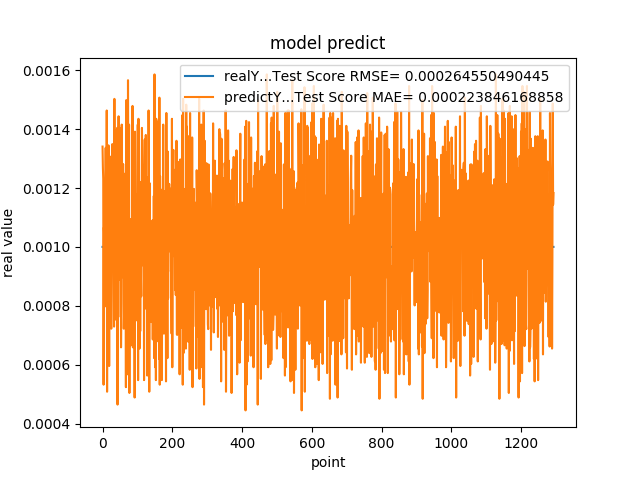 model predict
realY...Test Score RMSE= 0.000264550490445
predictY...Test Score MAE= 0.000223846168858
0.0016
0.0014
0.0012
0.0010
0.0008
0.0006
0.0004
real value
0 200 400 600 800 1000 1200
point